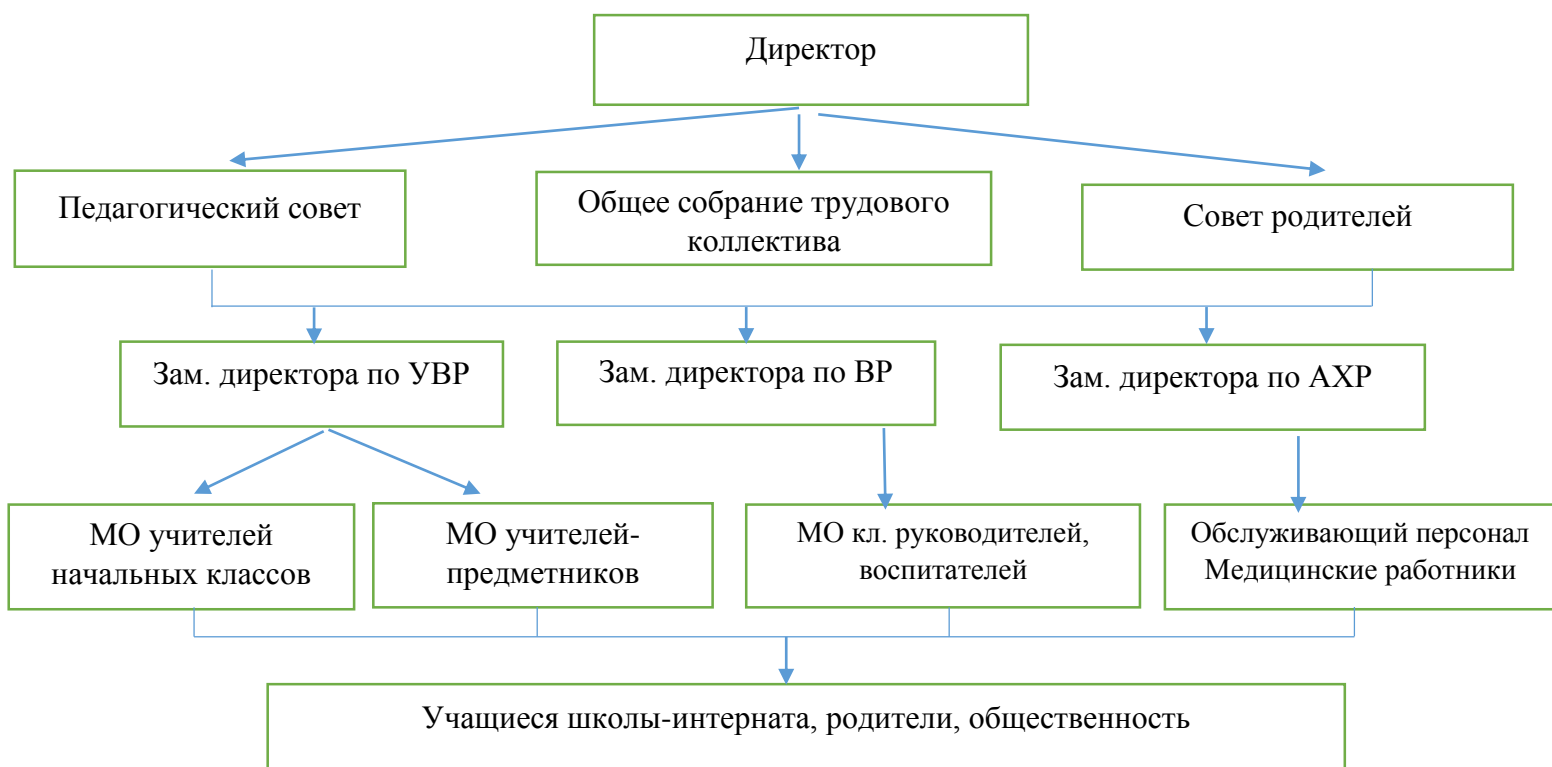 Директор
Педагогический совет
Общее собрание трудового
коллектива
Совет родителей
Зам. директора по УВР
Зам. директора по ВР
Зам. директора по АХР
МО учителей
начальных классов
МО учителей-
предметников
МО кл. руководителей,
воспитателей
Обслуживающий персонал
Медицинские работники
Учащиеся школы-интерната, родители, общественность